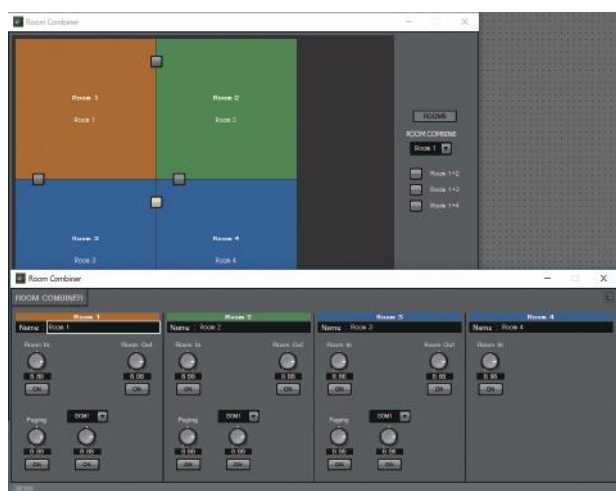 Room Combiner
Room 1
Room 2
Room 1
Room 2
ROOMS
ROOM COMBINE
Room 1
Room 1+2
Room 1+3
Room 1+4
Room 3
Room 4
Room 3
Room 4
Room Combiner
ROOM COMBINER
Room 1
Room 2
Room 3
Room 4
Name : Room 1
Name : Room 2
Name : Room 3
Name : Room 4
Room In
Room Out
Room In
Room Out
Room In
Room Out
Room In
0.00
0.00
0.00
0.00
0.00
0.00
0.00
ON
ON
ON
ON
ON
ON
ON
Paging
Paging
Paging
0.00
0.00
0.00
0.00
0.00
0.00
ON
ON
ON
ON
ON
ON